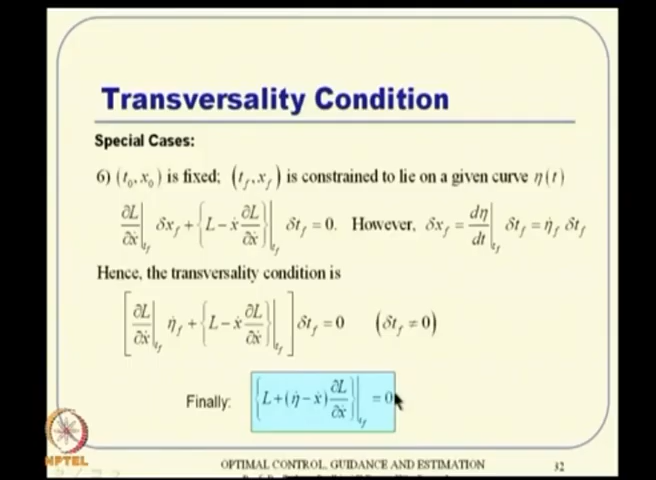 Transversality Condition
Special Cases:
6) (t₀, x₀) is fixed; (t_f, x_f) is constrained to lie on a given curve η(t)
∂L/∂ẋ|_{t_f} δx_f + {L − ẋ ∂L/∂ẋ}|_{t_f} δt_f = 0. However, δx_f = dη/dt|_{t_f} δt_f = η̇_f δt_f
Hence, the transversality condition is
[∂L/∂ẋ|_{t_f} η̇_f + {L − ẋ ∂L/∂ẋ}|_{t_f}] δt_f = 0 (δt_f ≠ 0)
Finally: {L + (η̇ − ẋ) ∂L/∂ẋ}|_{t_f} = 0
NPTEL
OPTIMAL CONTROL, GUIDANCE AND ESTIMATION
32